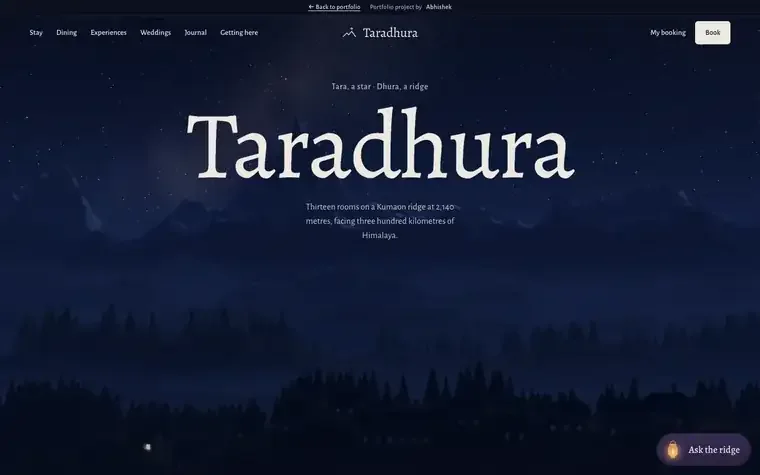 ← Back to portfolio Portfolio project by Abhishek
Stay Dining Experiences Weddings Journal Getting here Taradhura My booking Book
Tara, a star · Dhura, a ridge
Taradhura
Thirteen rooms on a Kumaon ridge at 2,140
metres, facing three hundred kilometres of
Himalaya.
Ask the ridge